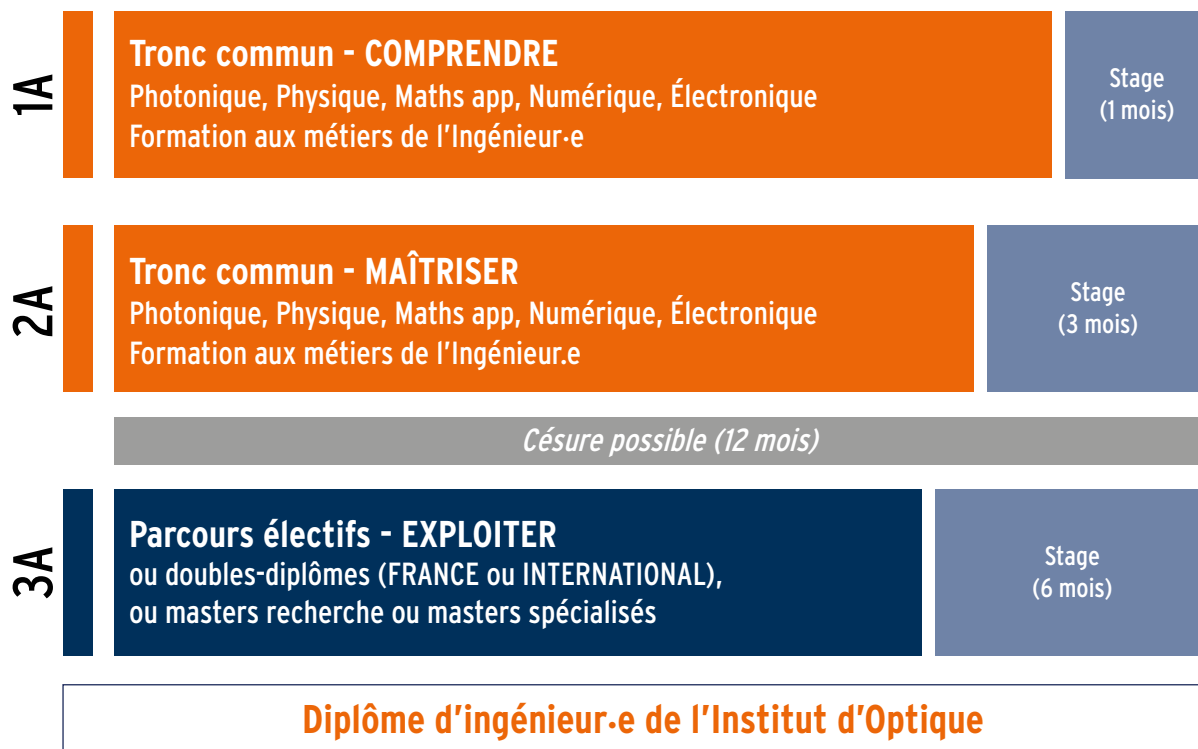 1A
Tronc commun - COMPRENDRE
Photonique, Physique, Maths app, Numérique, Électronique
Formation aux métiers de l'Ingénieur·e
Stage
(1 mois)
2A
Tronc commun - MAÎTRISER
Photonique, Physique, Maths app, Numérique, Électronique
Formation aux métiers de l'Ingénieur.e
Stage
(3 mois)
Césure possible (12 mois)
3A
Parcours électifs - EXPLOITER
ou doubles-diplômes (FRANCE ou INTERNATIONAL),
ou masters recherche ou masters spécialisés
Stage
(6 mois)
Diplôme d'ingénieur·e de l'Institut d'Optique